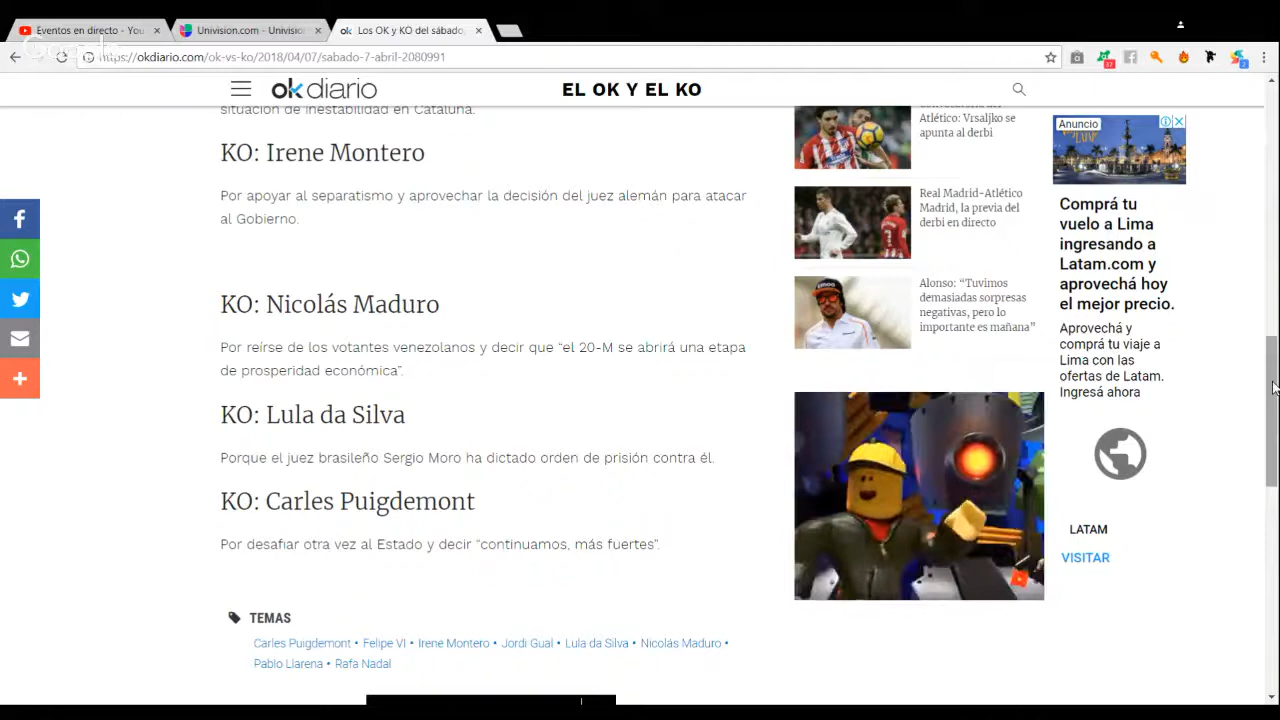 Eventos en directo - You
Univision.com - Univisi
Los OK y KO del sábado,
https://okdiario.com/ok-vs-ko/2018/04/07/sabado-7-abril-2080991
okdiario
EL OK Y EL KO
situación de inestabilidad en Cataluña.
KO: Irene Montero
Por apoyar al separatismo y aprovechar la decisión del juez alemán para atacar
al Gobierno.
KO: Nicolás Maduro
Por reírse de los votantes venezolanos y decir que “el 20-M se abrirá una etapa
de prosperidad económica”.
KO: Lula da Silva
Porque el juez brasileño Sergio Moro ha dictado orden de prisión contra él.
KO: Carles Puigdemont
Por desafiar otra vez al Estado y decir “continuamos, más fuertes”.
TEMAS
Carles Puigdemont • Felipe VI • Irene Montero • Jordi Gual • Lula da Silva • Nicolás Maduro •
Pablo Llarena • Rafa Nadal
Atlético: Vrsaljko se
apunta al derbi
Real Madrid-Atlético
Madrid, la previa del
derbi en directo
Alonso: “Tuvimos
demasiadas sorpresas
negativas, pero lo
importante es mañana”
Anuncio
Comprá tu
vuelo a Lima
ingresando a
Latam.com y
aprovechá hoy
el mejor precio.
Aprovechá y
comprá tu viaje a
Lima con las
ofertas de Latam.
Ingresá ahora
LATAM
VISITAR